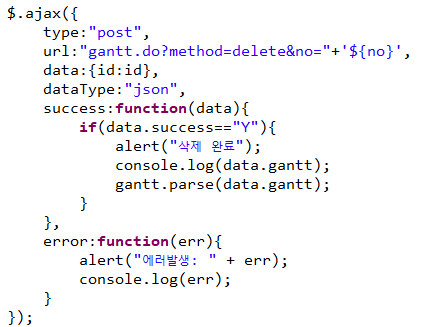 $.ajax({
    type:"post",
    url:"gantt.do?method=delete&no="+'${no}',
    data:{id:id},
    dataType:"json",
    success:function(data){
        if(data.success=="Y"){
            alert("삭제 완료");
            console.log(data.gantt);
            gantt.parse(data.gantt);
        }
    },
    error:function(err){
        alert("에러발생: " + err);
        console.log(err);
    }
});